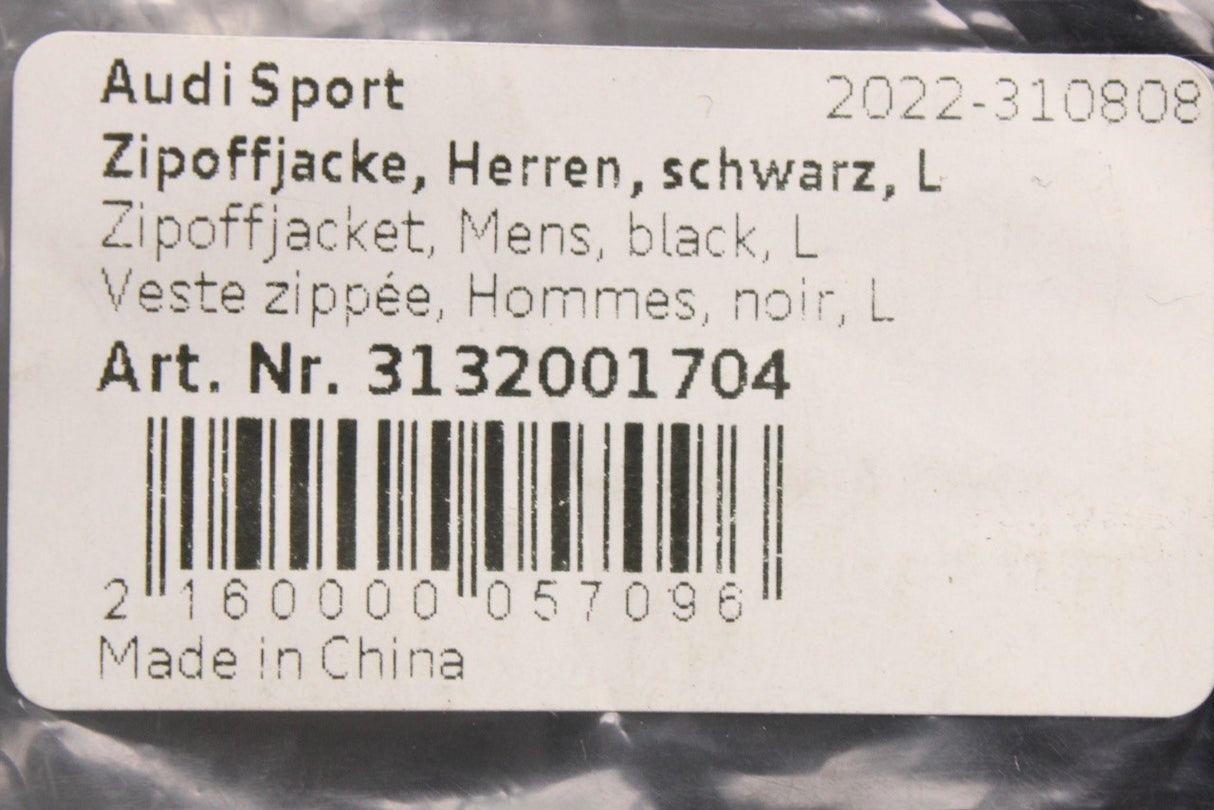 Audi Sport 2022-310808
Zipoffjacke, Herren, schwarz, L
Zipoffjacket, Mens, black, L
Veste zippée, Hommes, noir, L
Art. Nr. 3132001704
2 160000 057096
Made in China